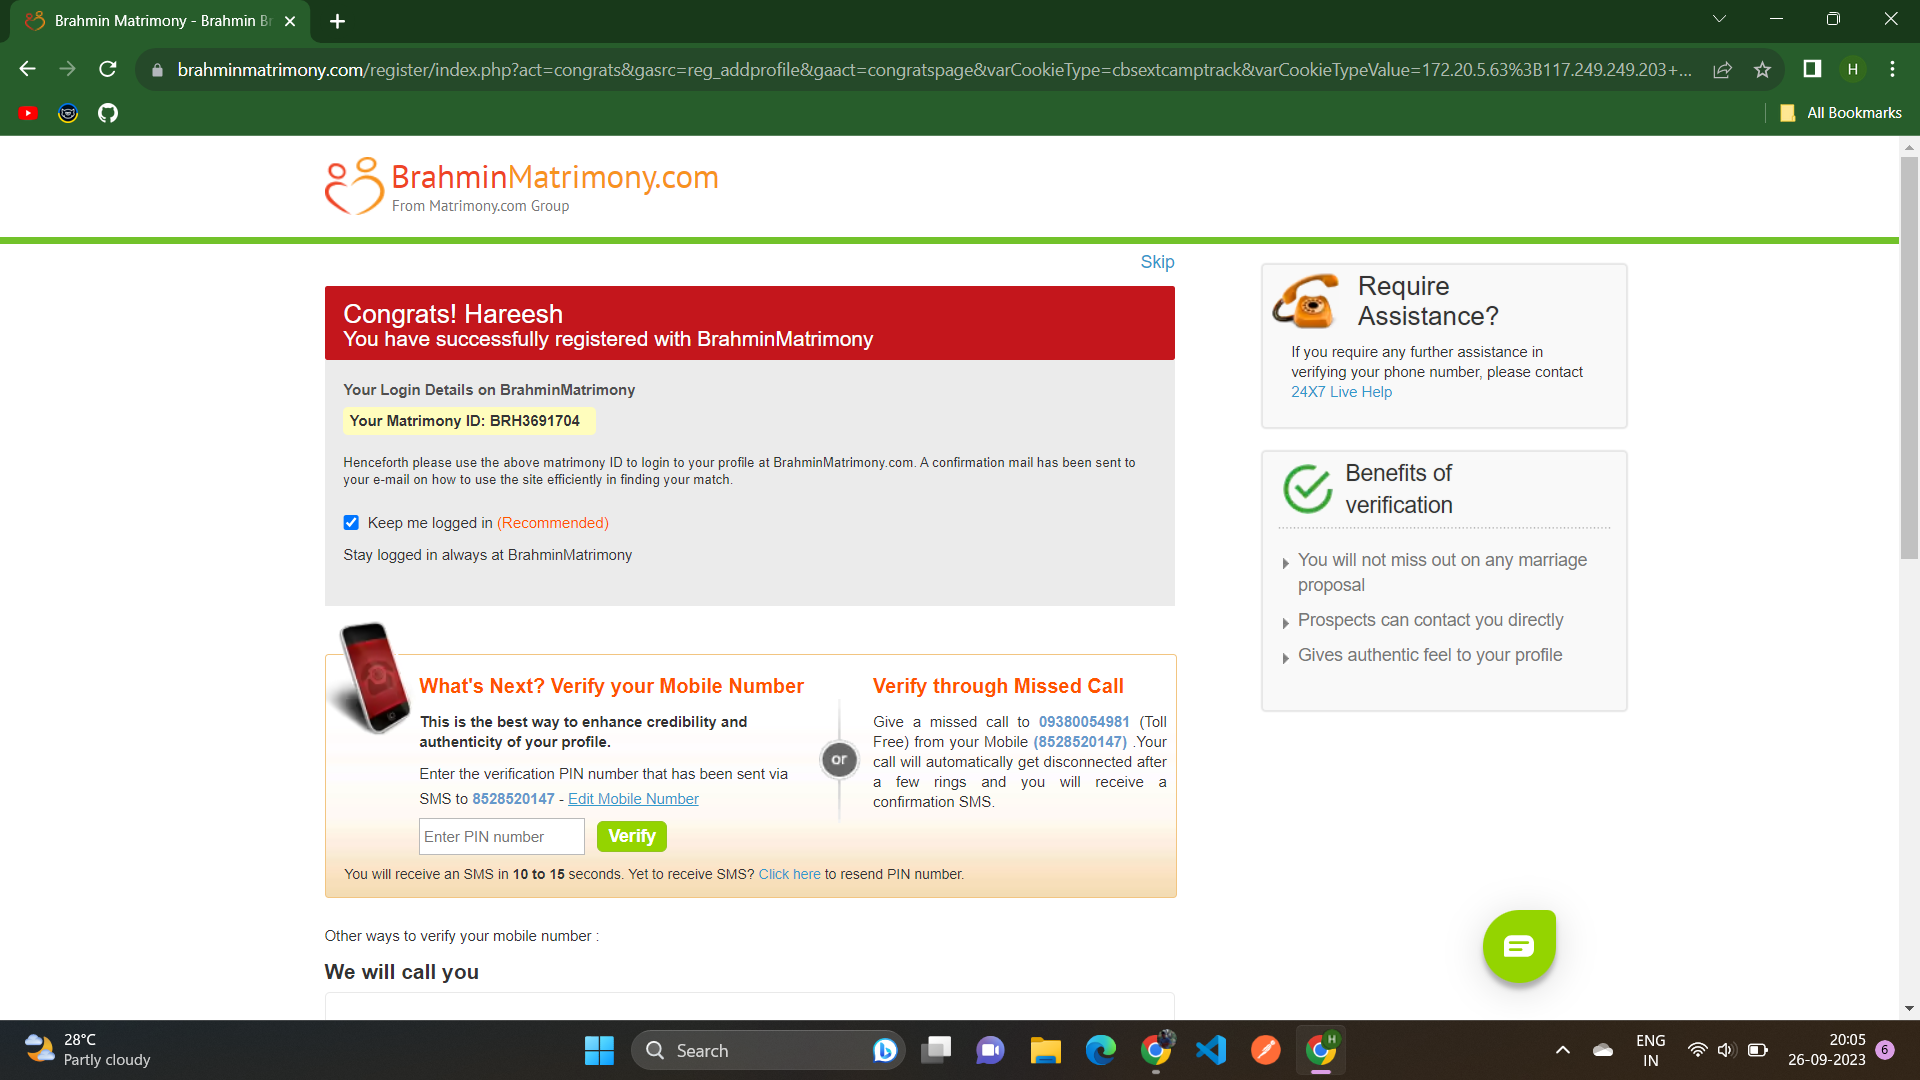 Brahmin Matrimony - Brahmin Br
brahminmatrimony.com/register/index.php?act=congrats&gasrc=reg_addprofile&gaact=congratspage&varCookieType=cbsextcamptrack&varCookieTypeValue=172.20.5.63%3B117.249.249.203+...
H
All Bookmarks
BrahminMatrimony.com
From Matrimony.com Group
Skip
Congrats! Hareesh
You have successfully registered with BrahminMatrimony
Your Login Details on BrahminMatrimony
Your Matrimony ID: BRH3691704
Henceforth please use the above matrimony ID to login to your profile at BrahminMatrimony.com. A confirmation mail has been sent to
your e-mail on how to use the site efficiently in finding your match.
Keep me logged in (Recommended)
Stay logged in always at BrahminMatrimony
What's Next? Verify your Mobile Number
This is the best way to enhance credibility and
authenticity of your profile.
Enter the verification PIN number that has been sent via
SMS to 8528520147 - Edit Mobile Number
Enter PIN number
Verify
or
Verify through Missed Call
Give a missed call to 09380054981 (Toll
Free) from your Mobile (8528520147) .Your
call will automatically get disconnected after
a few rings and you will receive a
confirmation SMS.
You will receive an SMS in 10 to 15 seconds. Yet to receive SMS? Click here to resend PIN number.
Other ways to verify your mobile number :
We will call you
Require
Assistance?
If you require any further assistance in
verifying your phone number, please contact
24X7 Live Help
Benefits of
verification
You will not miss out on any marriage
proposal
Prospects can contact you directly
Gives authentic feel to your profile
28°C
Partly cloudy
Search
H
ENG
IN
20:05
26-09-2023
6